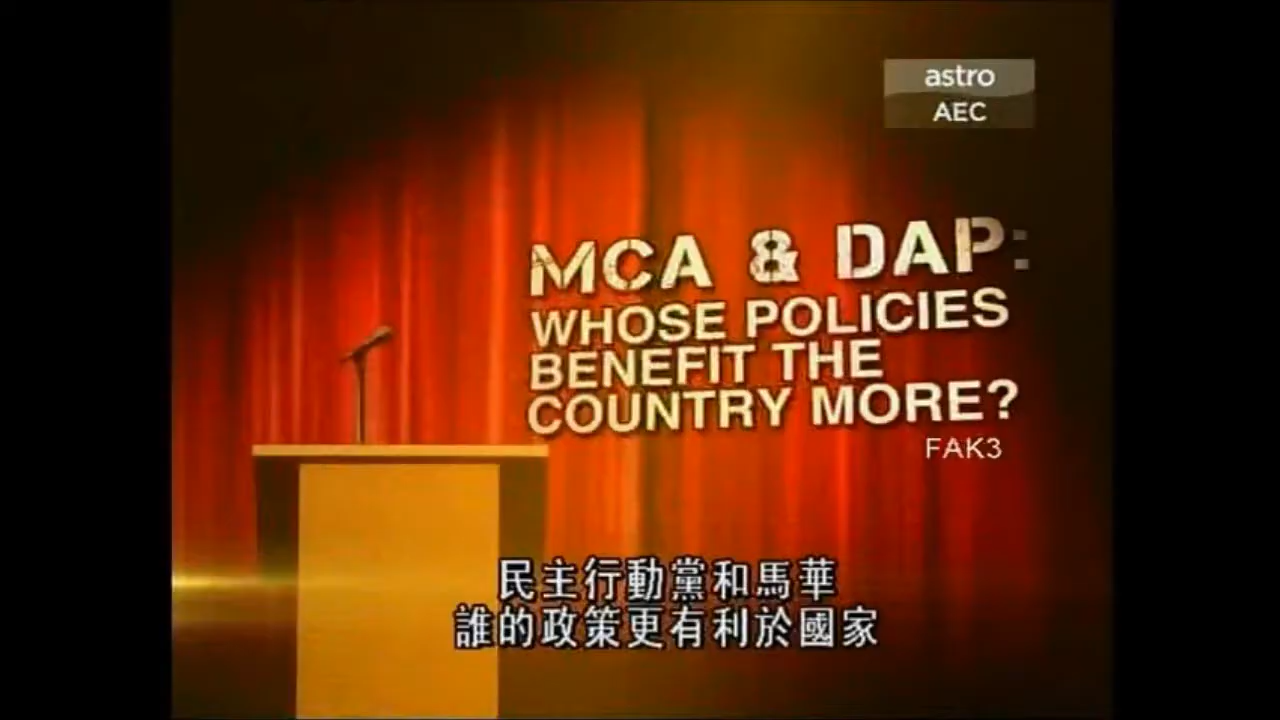 astro
AEC
MCA & DAP:
WHOSE POLICIES
BENEFIT THE
COUNTRY MORE?
FAK3
民主行動黨和馬華
誰的政策更有利於國家